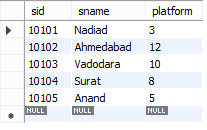 sid sname platform
10101 Nadiad 3
10102 Ahmedabad 12
10103 Vadodara 10
10104 Surat 8
10105 Anand 5
NULL NULL NULL